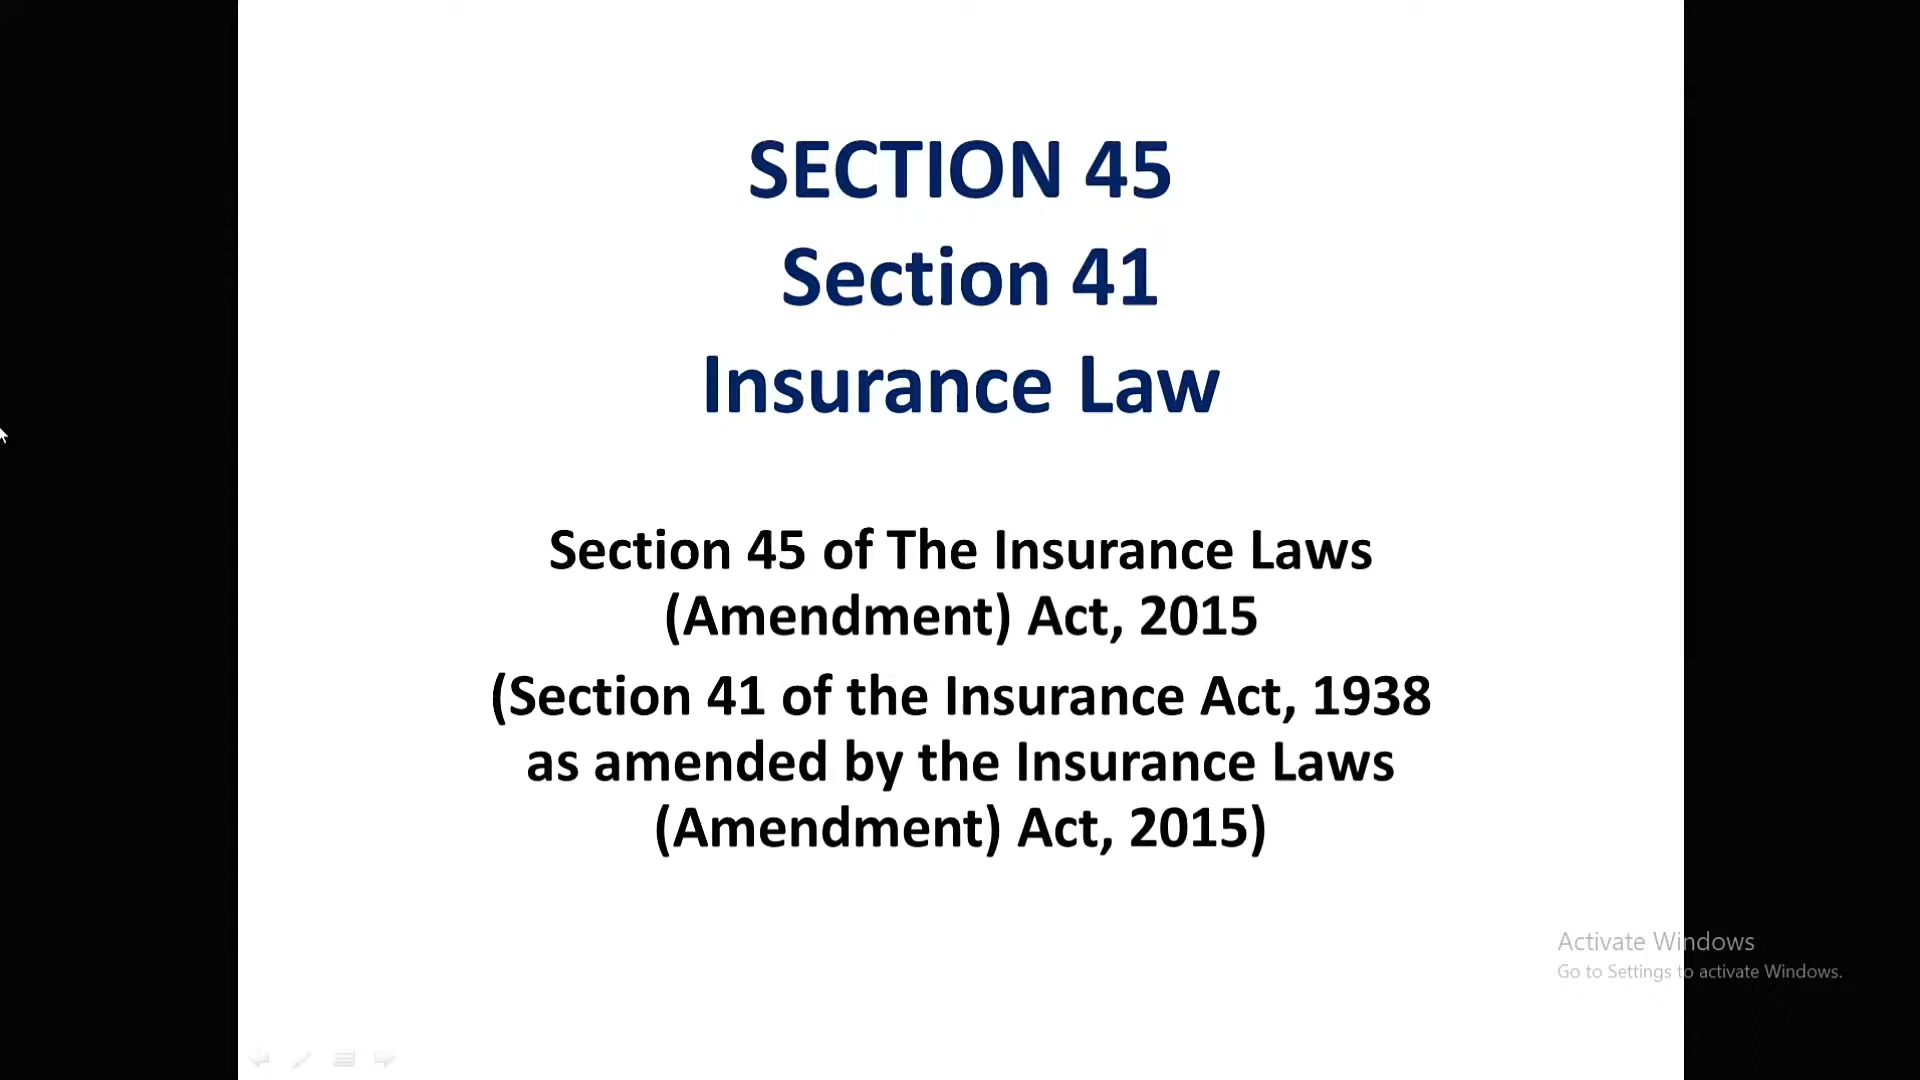 SECTION 45
Section 41
Insurance Law
Section 45 of The Insurance Laws
(Amendment) Act, 2015
(Section 41 of the Insurance Act, 1938
as amended by the Insurance Laws
(Amendment) Act, 2015)
Activate Windows
Go to Settings to activate Windows.